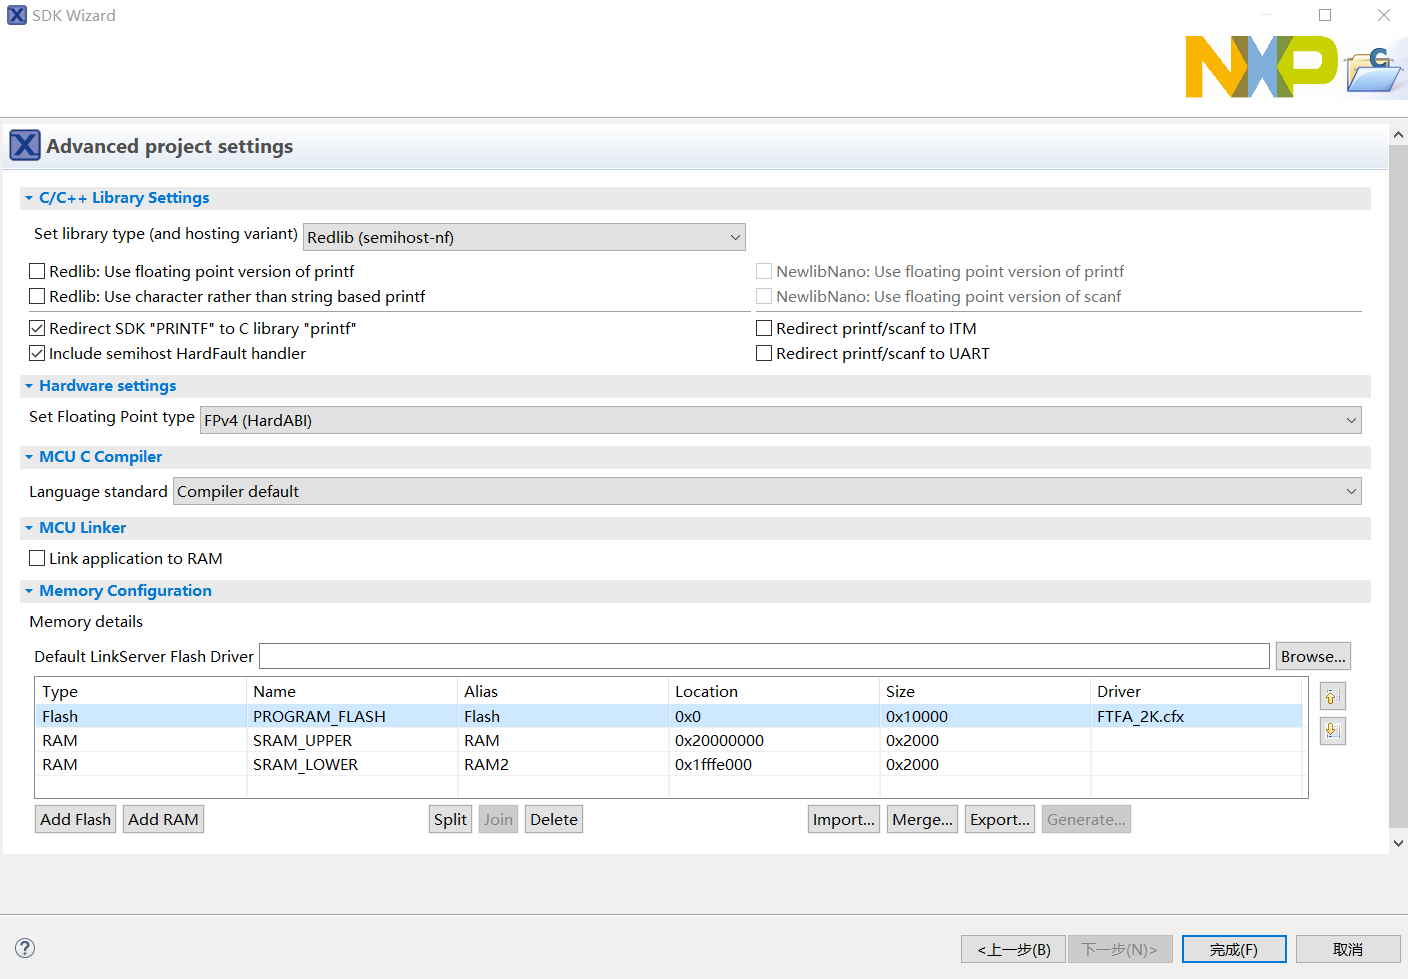 SDK Wizard
NXP
C
Advanced project settings
C/C++ Library Settings
Set library type (and hosting variant) Redlib (semihost-nf)
Redlib: Use floating point version of printf NewlibNano: Use floating point version of printf
Redlib: Use character rather than string based printf NewlibNano: Use floating point version of scanf
Redirect SDK "PRINTF" to C library "printf" Redirect printf/scanf to ITM
Include semihost HardFault handler Redirect printf/scanf to UART
Hardware settings
Set Floating Point type FPv4 (HardABI)
MCU C Compiler
Language standard Compiler default
MCU Linker
Link application to RAM
Memory Configuration
Memory details
Default LinkServer Flash Driver Browse...
Type Name Alias Location Size Driver
Flash PROGRAM_FLASH Flash 0x0 0x10000 FTFA_2K.cfx
RAM SRAM_UPPER RAM 0x20000000 0x2000
RAM SRAM_LOWER RAM2 0x1fffe000 0x2000
Add Flash Add RAM Split Join Delete Import... Merge... Export... Generate...
? <上一步(B) 下一步(N)> 完成(F) 取消